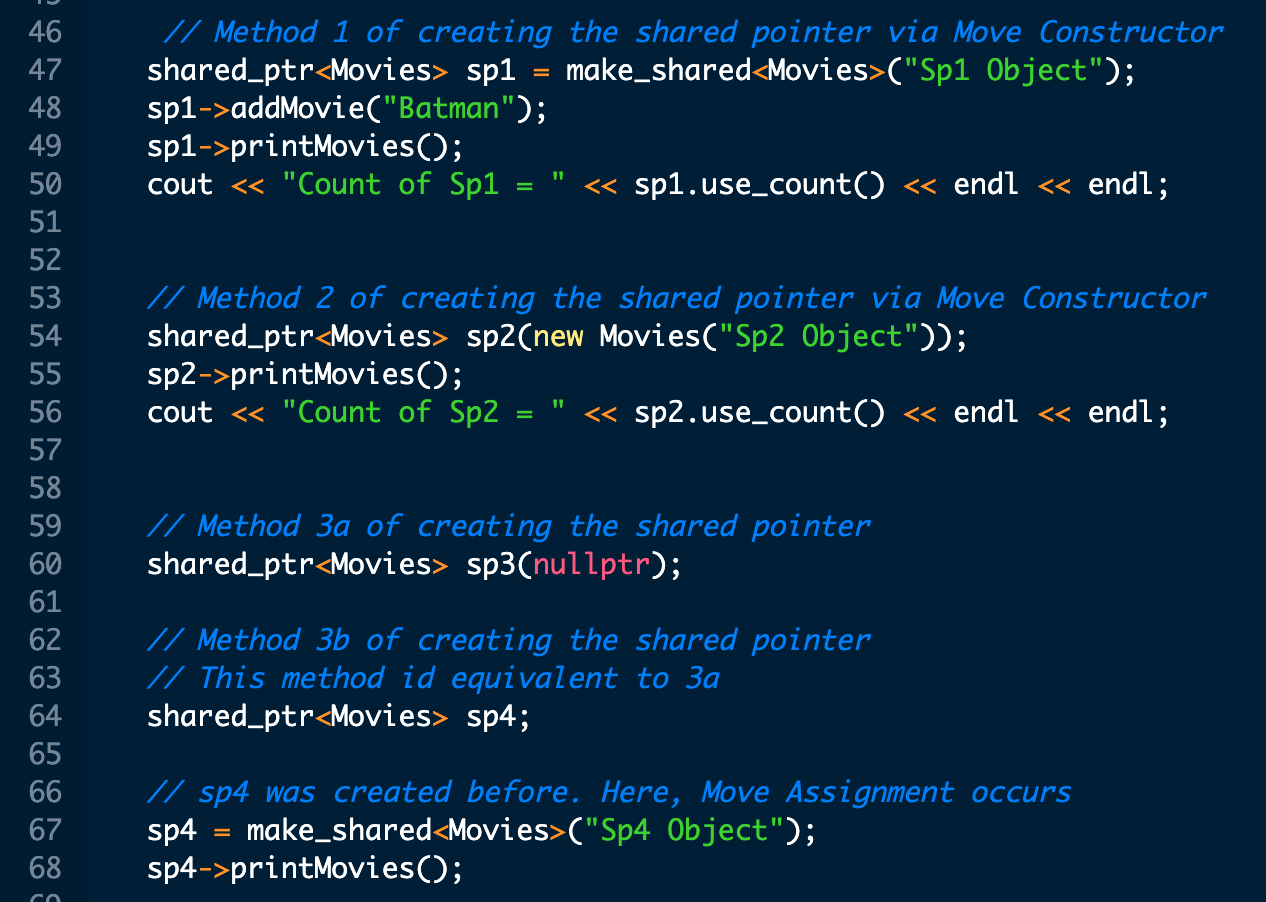 46 // Method 1 of creating the shared pointer via Move Constructor
47 shared_ptr<Movies> sp1 = make_shared<Movies>("Sp1 Object");
48 sp1->addMovie("Batman");
49 sp1->printMovies();
50 cout << "Count of Sp1 = " << sp1.use_count() << endl << endl;
51
52
53 // Method 2 of creating the shared pointer via Move Constructor
54 shared_ptr<Movies> sp2(new Movies("Sp2 Object"));
55 sp2->printMovies();
56 cout << "Count of Sp2 = " << sp2.use_count() << endl << endl;
57
58
59 // Method 3a of creating the shared pointer
60 shared_ptr<Movies> sp3(nullptr);
61
62 // Method 3b of creating the shared pointer
63 // This method id equivalent to 3a
64 shared_ptr<Movies> sp4;
65
66 // sp4 was created before. Here, Move Assignment occurs
67 sp4 = make_shared<Movies>("Sp4 Object");
68 sp4->printMovies();